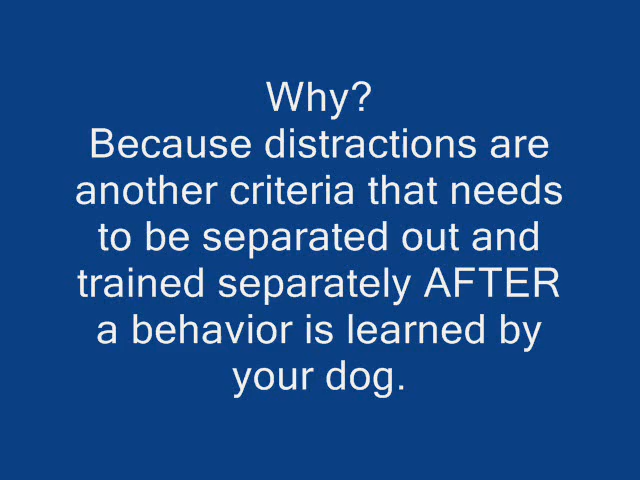 Why?
Because distractions are
another criteria that needs
to be separated out and
trained separately AFTER
a behavior is learned by
your dog.